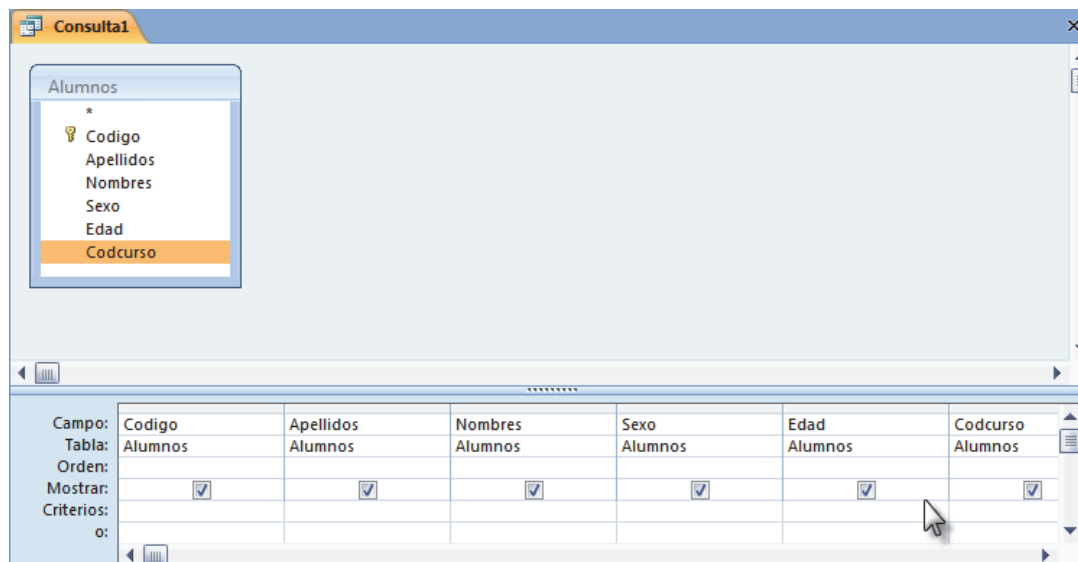 Consulta1
Alumnos
*
Codigo
Apellidos
Nombres
Sexo
Edad
Codcurso
Campo: Codigo Apellidos Nombres Sexo Edad Codcurso
Tabla: Alumnos Alumnos Alumnos Alumnos Alumnos Alumnos
Orden:
Mostrar:
Criterios:
o: